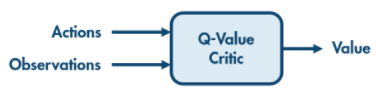 Actions
Observations
Q-Value
Critic
Value